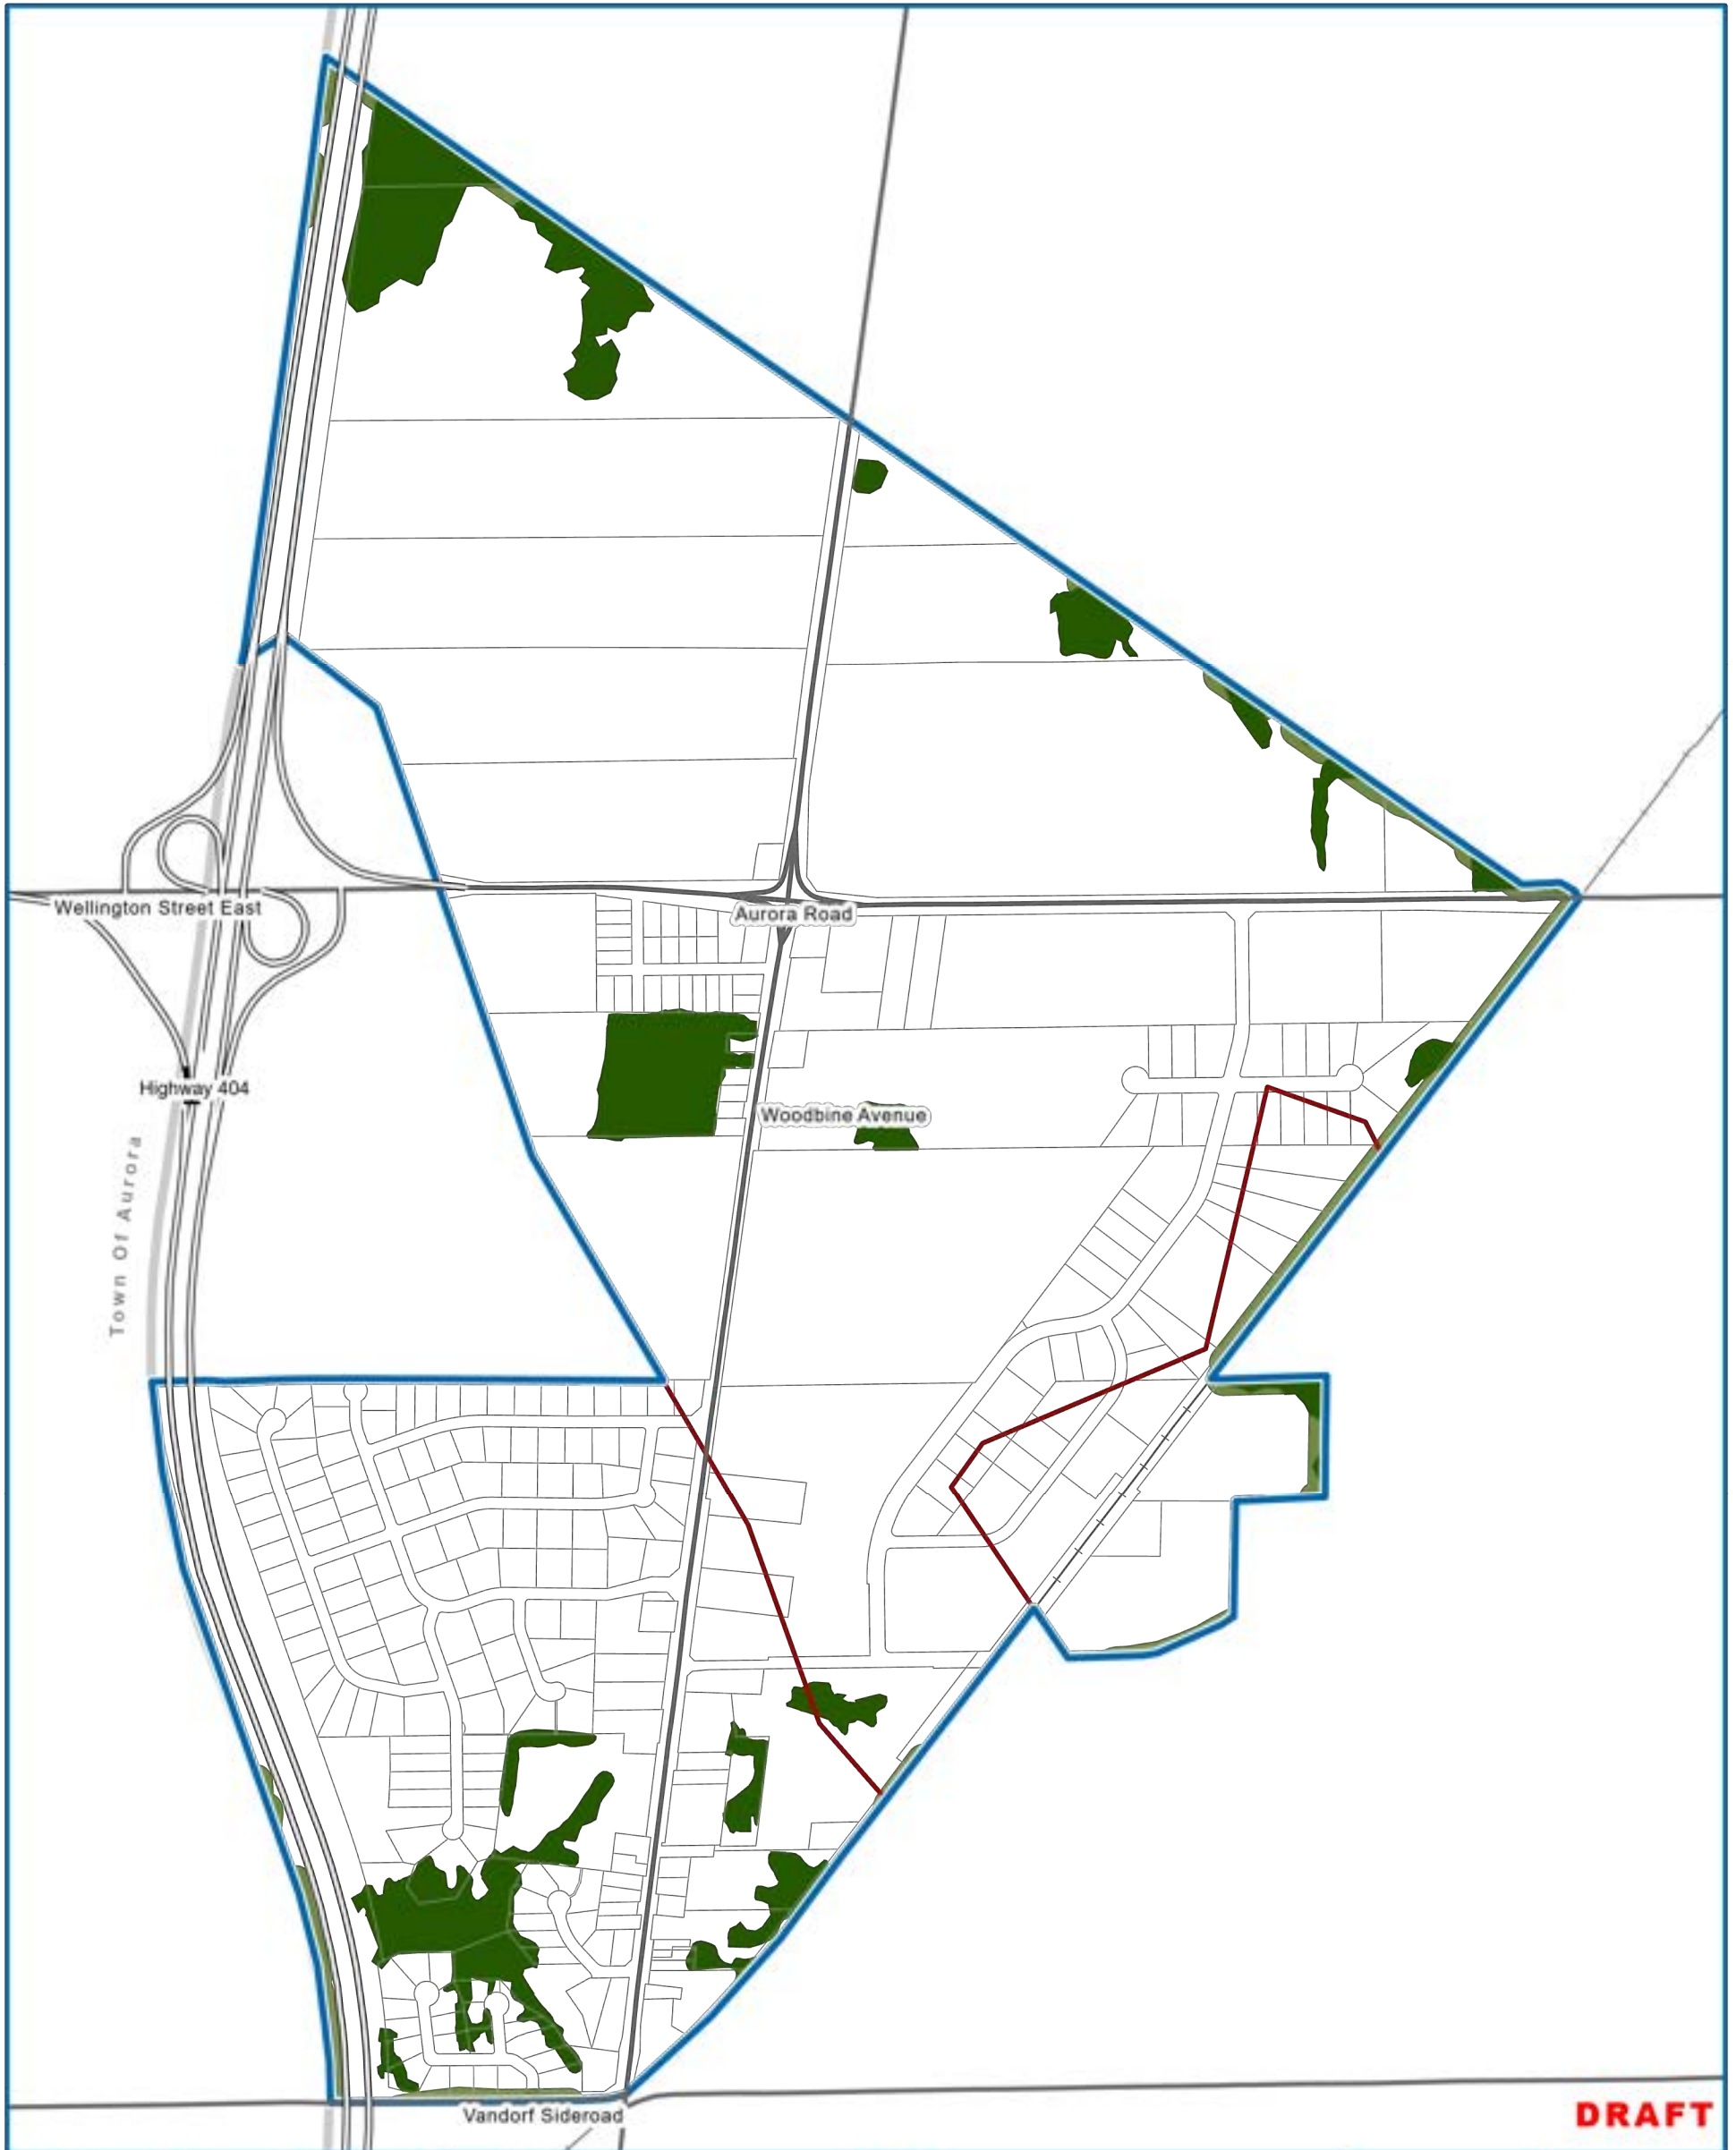 Wellington Street East
Aurora Road
Highway 404
Woodbine Avenue
Town Of Aurora
Vandorf Sideroad
DRAFT